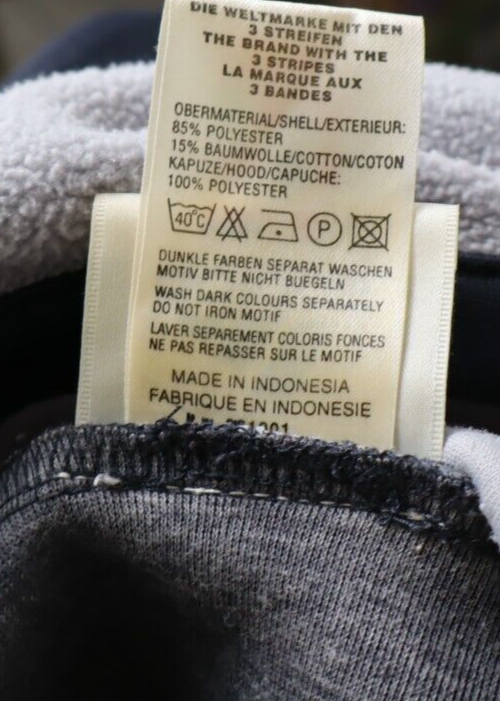 DIE WELTMARKE MIT DEN
3 STREIFEN
THE BRAND WITH THE
3 STRIPES
LA MARQUE AUX
3 BANDES
OBERMATERIAL/SHELL/EXTERIEUR:
85% POLYESTER
15% BAUMWOLLE/COTTON/COTON
KAPUZE/HOOD/CAPUCHE:
100% POLYESTER
40°C P
DUNKLE FARBEN SEPARAT WASCHEN
MOTIV BITTE NICHT BUEGELN
WASH DARK COLOURS SEPARATELY
DO NOT IRON MOTIF
LAVER SEPAREMENT COLORIS FONCES
NE PAS REPASSER SUR LE MOTIF
MADE IN INDONESIA
FABRIQUE EN INDONESIE